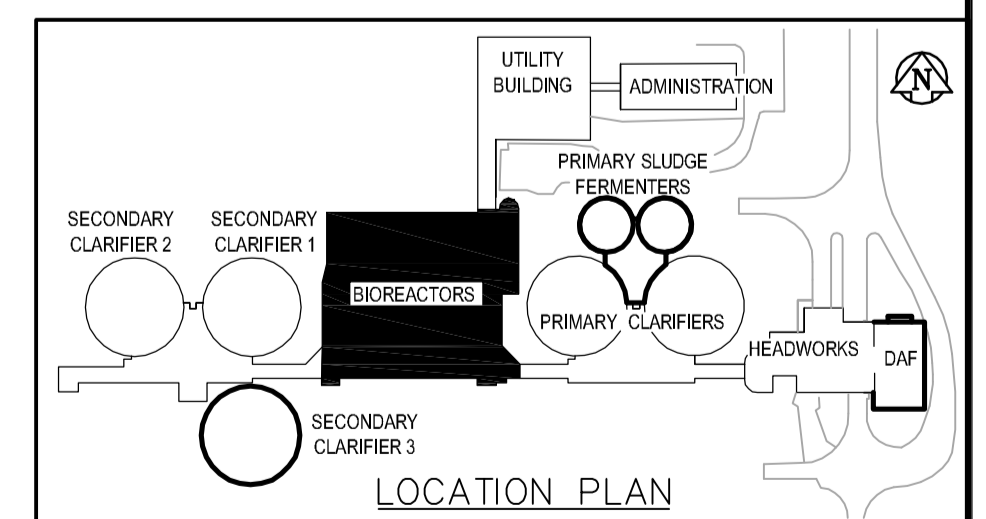 UTILITY
BUILDING
ADMINISTRATION
N
PRIMARY SLUDGE
FERMENTERS
SECONDARY
CLARIFIER 2
SECONDARY
CLARIFIER 1
BIOREACTORS
PRIMARY CLARIFIERS
HEADWORKS
DAF
SECONDARY
CLARIFIER 3
LOCATION PLAN